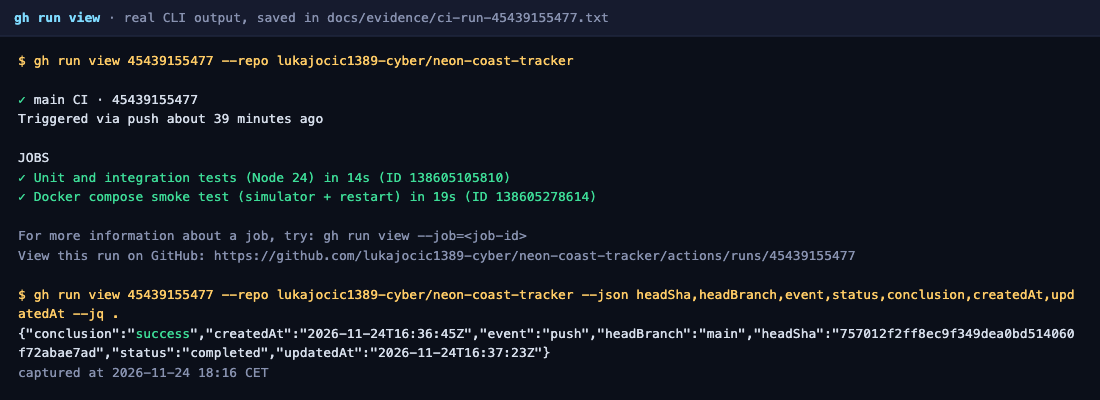 gh run view · real CLI output, saved in docs/evidence/ci-run-45439155477.txt
$ gh run view 45439155477 --repo lukajocic1389-cyber/neon-coast-tracker
✓ main CI · 45439155477
Triggered via push about 39 minutes ago
JOBS
✓ Unit and integration tests (Node 24) in 14s (ID 138605105810)
✓ Docker compose smoke test (simulator + restart) in 19s (ID 138605278614)
For more information about a job, try: gh run view --job=<job-id>
View this run on GitHub: https://github.com/lukajocic1389-cyber/neon-coast-tracker/actions/runs/45439155477
$ gh run view 45439155477 --repo lukajocic1389-cyber/neon-coast-tracker --json headSha,headBranch,event,status,conclusion,createdAt,upd
atedAt --jq .
{"conclusion":"success","createdAt":"2026-11-24T16:36:45Z","event":"push","headBranch":"main","headSha":"757012f2ff8ec9f349dea0bd514060
f72abae7ad","status":"completed","updatedAt":"2026-11-24T16:37:23Z"}
captured at 2026-11-24 18:16 CET